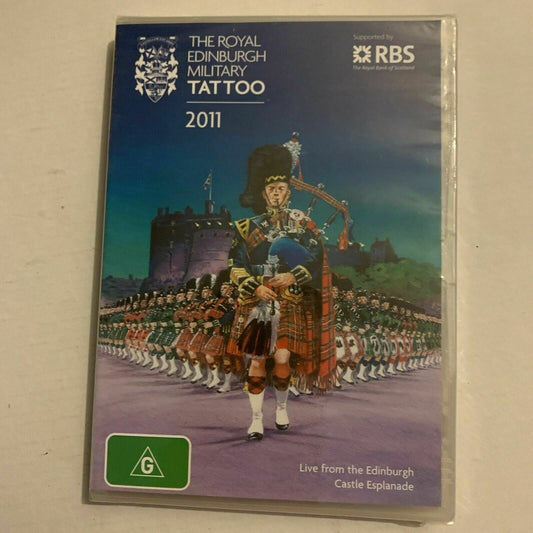 THE ROYAL
EDINBURGH
MILITARY
TATTOO
2011
Supported by
RBS
The Royal Bank of Scotland
G
Live from the Edinburgh
Castle Esplanade